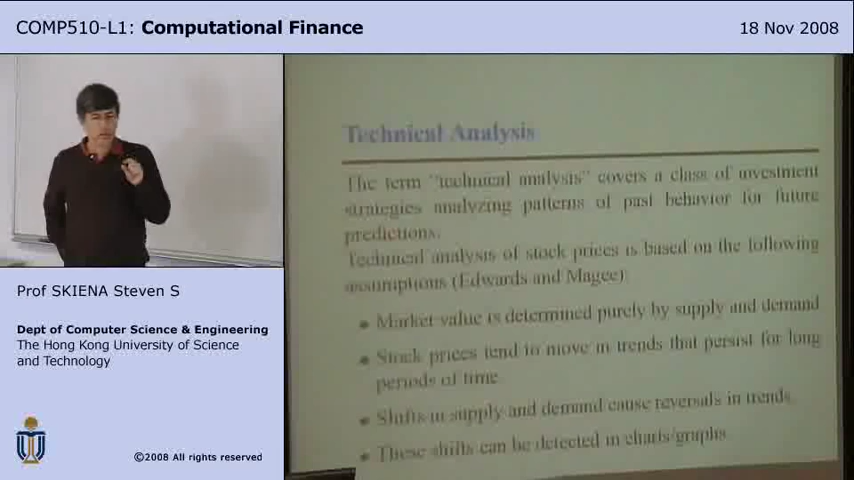 COMP510-L1: Computational Finance
18 Nov 2008
Technical Analysis
The term "technical analysis" covers a class of investment
strategies analyzing patterns of past behavior for future
predictions.
Technical analysis of stock prices is based on the following
assumptions (Edwards and Magee)
Market value is determined purely by supply and demand
Stock prices tend to move in trends that persist for long
periods of time.
Shifts in supply and demand cause reversals in trends.
These shifts can be detected in charts/graphs
Prof SKIENA Steven S
Dept of Computer Science & Engineering
The Hong Kong University of Science
and Technology
©2008 All rights reserved